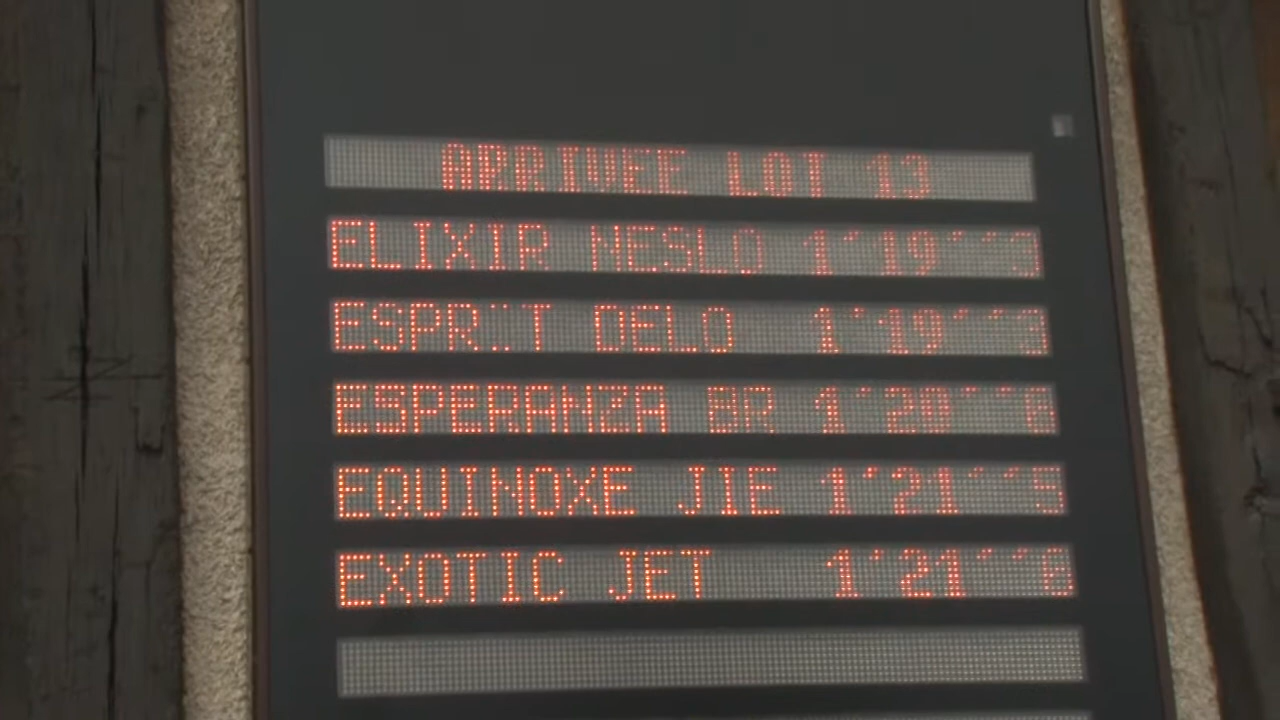 ARRIVEE LOT 13
ELIXIR NESLO 1'19''3
ESPRIT DELO 1'19''3
ESPERANZA BR 1'20''6
EQUINOXE JIE 1'21''5
EXOTIC JET 1'21''6